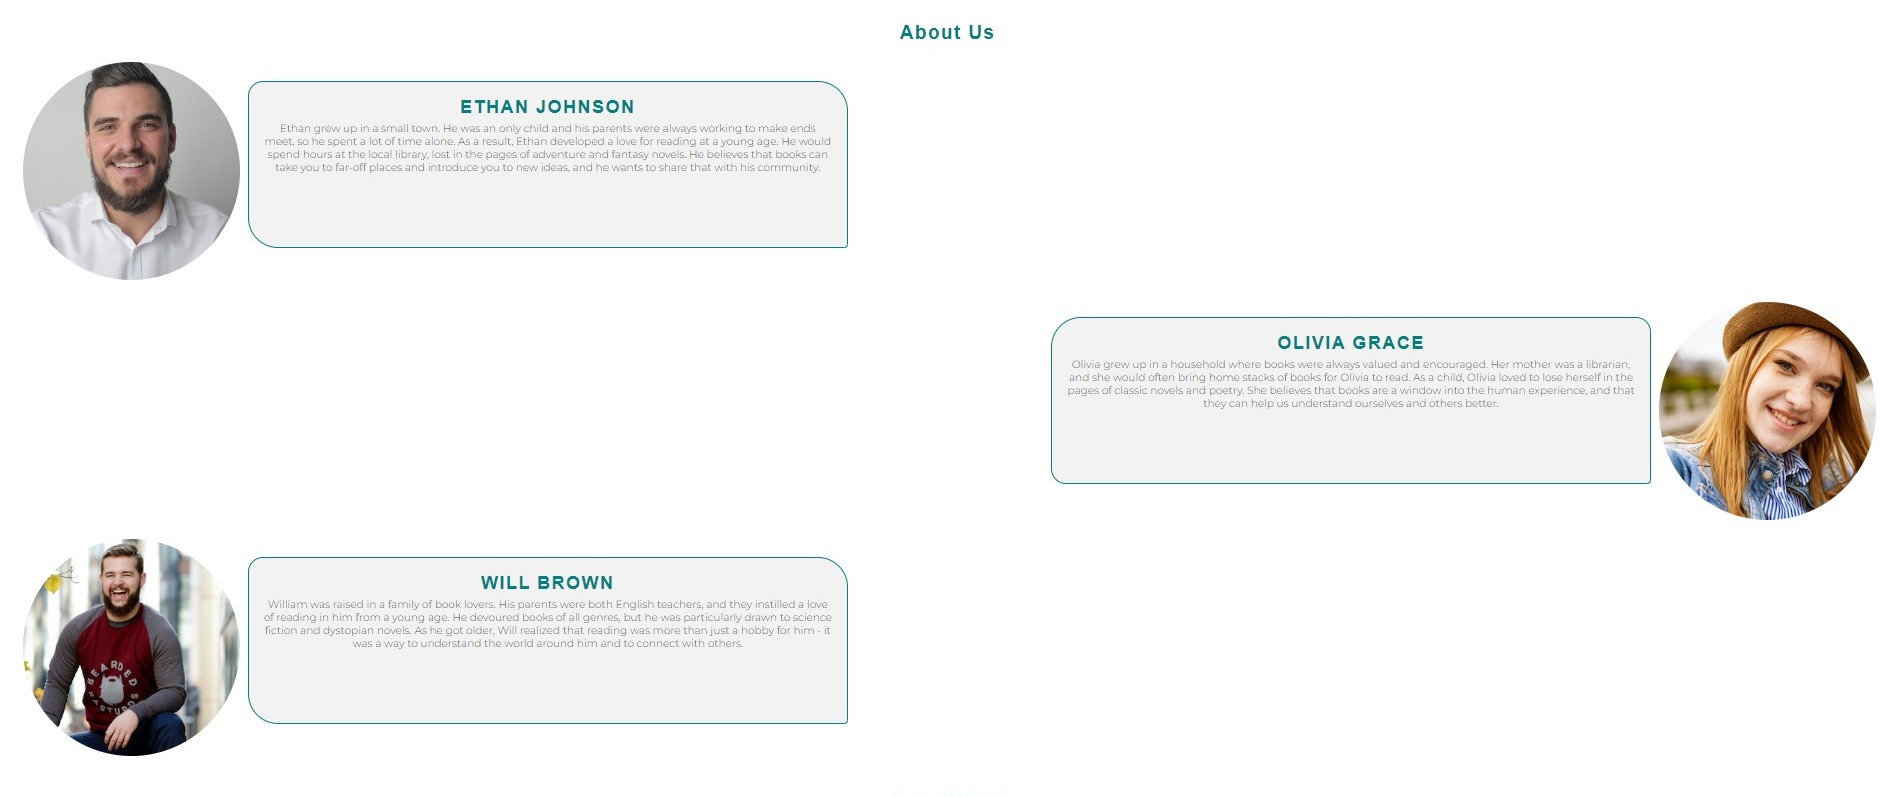 About Us
ETHAN JOHNSON
Ethan grew up in a small town. He was an only child and his parents were always working to make ends
meet, so he spent a lot of time alone. As a result, Ethan developed a love for reading at a young age. He would
spend hours at the local library, lost in the pages of adventure and fantasy novels. He believes that books can
take you to far-off places and introduce you to new ideas, and he wants to share that with his community.
OLIVIA GRACE
Olivia grew up in a household where books were always valued and encouraged. Her mother was a librarian,
and she would often bring home stacks of books for Olivia to read. As a child, Olivia loved to lose herself in the
pages of classic novels and poetry. She believes that books are a window into the human experience, and that
they can help us understand ourselves and others better.
WILL BROWN
William was raised in a family of book lovers. His parents were both English teachers, and they instilled a love
of reading in him from a young age. He devoured books of all genres, but he was particularly drawn to science
fiction and dystopian novels. As he got older, Will realized that reading was more than just a hobby for him - it
was a way to understand the world around him and to connect with others.
BEARDED